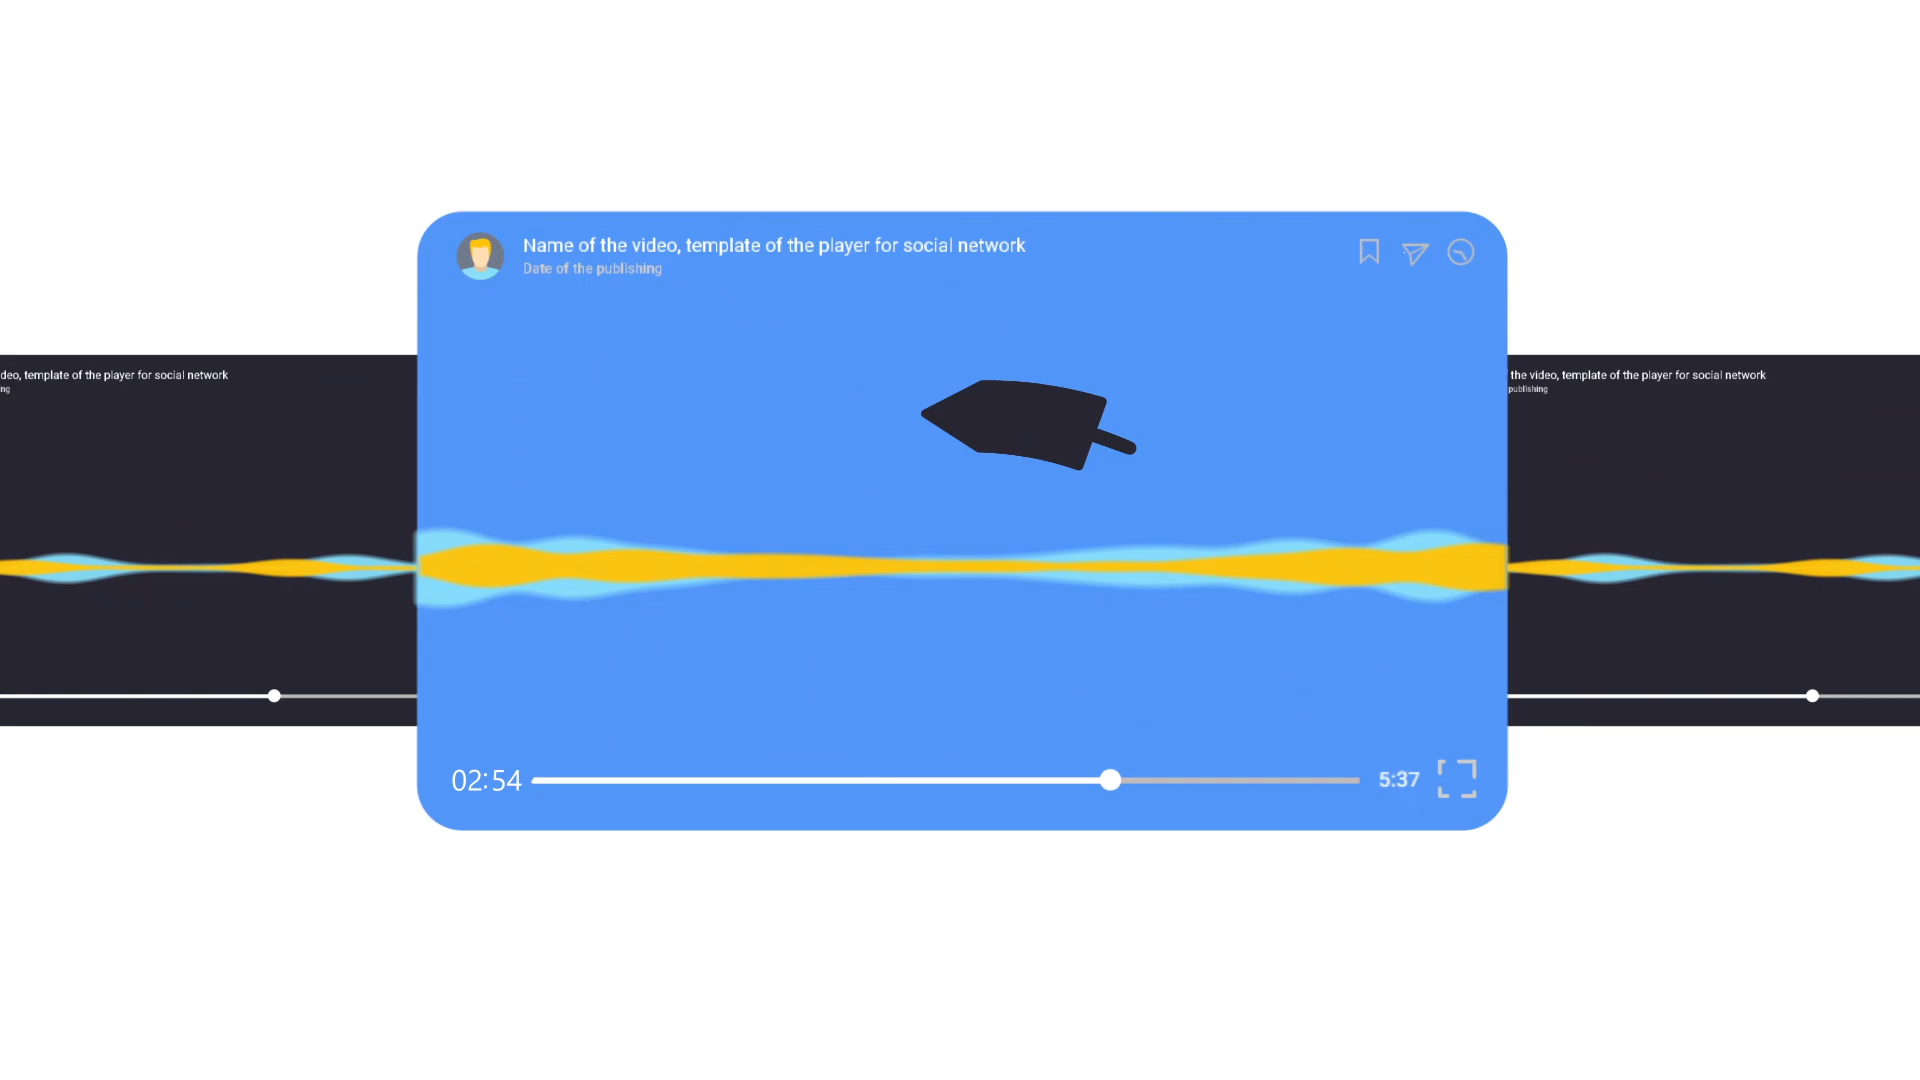 Name of the video, template of the player for social network
Date of the publishing
deo, template of the player for social network
ng
the video, template of the player for social network
publishing
02:54
5:37